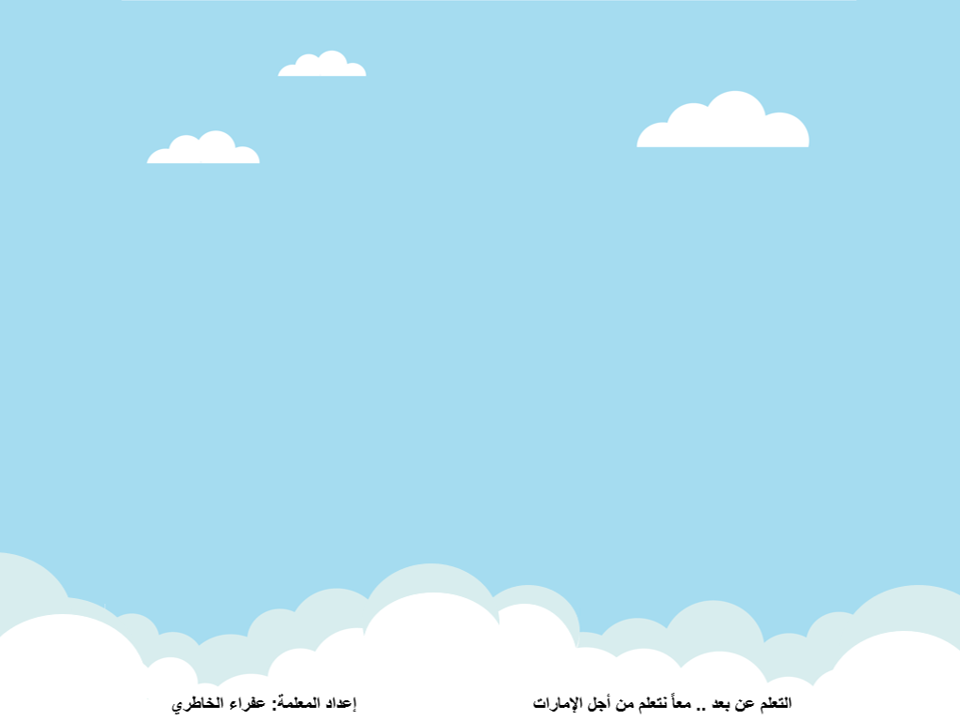 التعلم عن بعد .. معاً نتعلم من أجل الإمارات
إعداد المعلمة: عفراء الخاطري